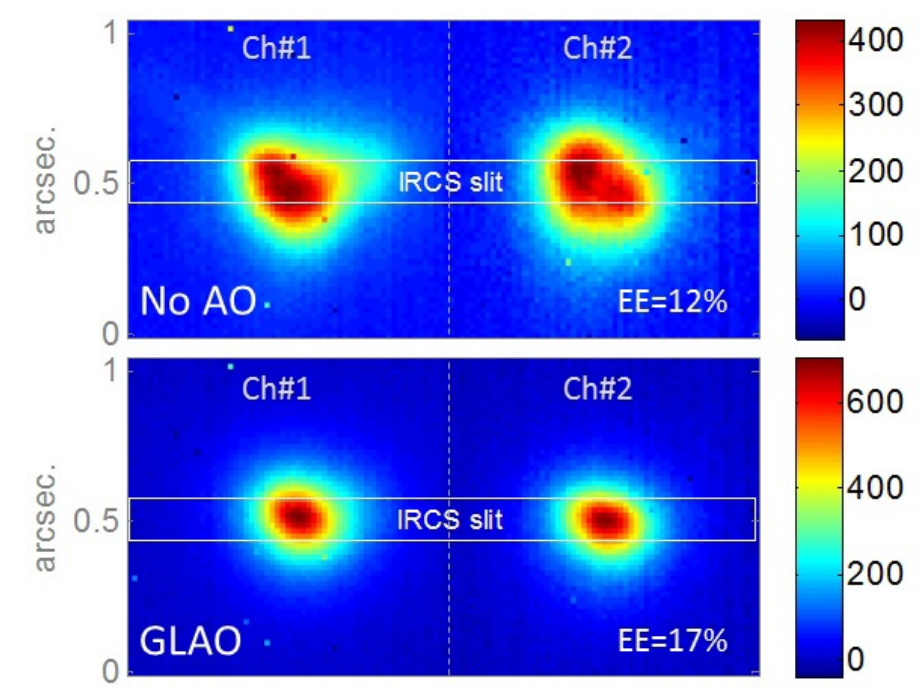 1
Ch#1
Ch#2
400
300
arcsec.
0.5
IRCS slit
200
100
No AO
EE=12%
0
0
1
Ch#1
Ch#2
600
arcsec.
400
0.5
IRCS slit
200
GLAO
EE=17%
0
0